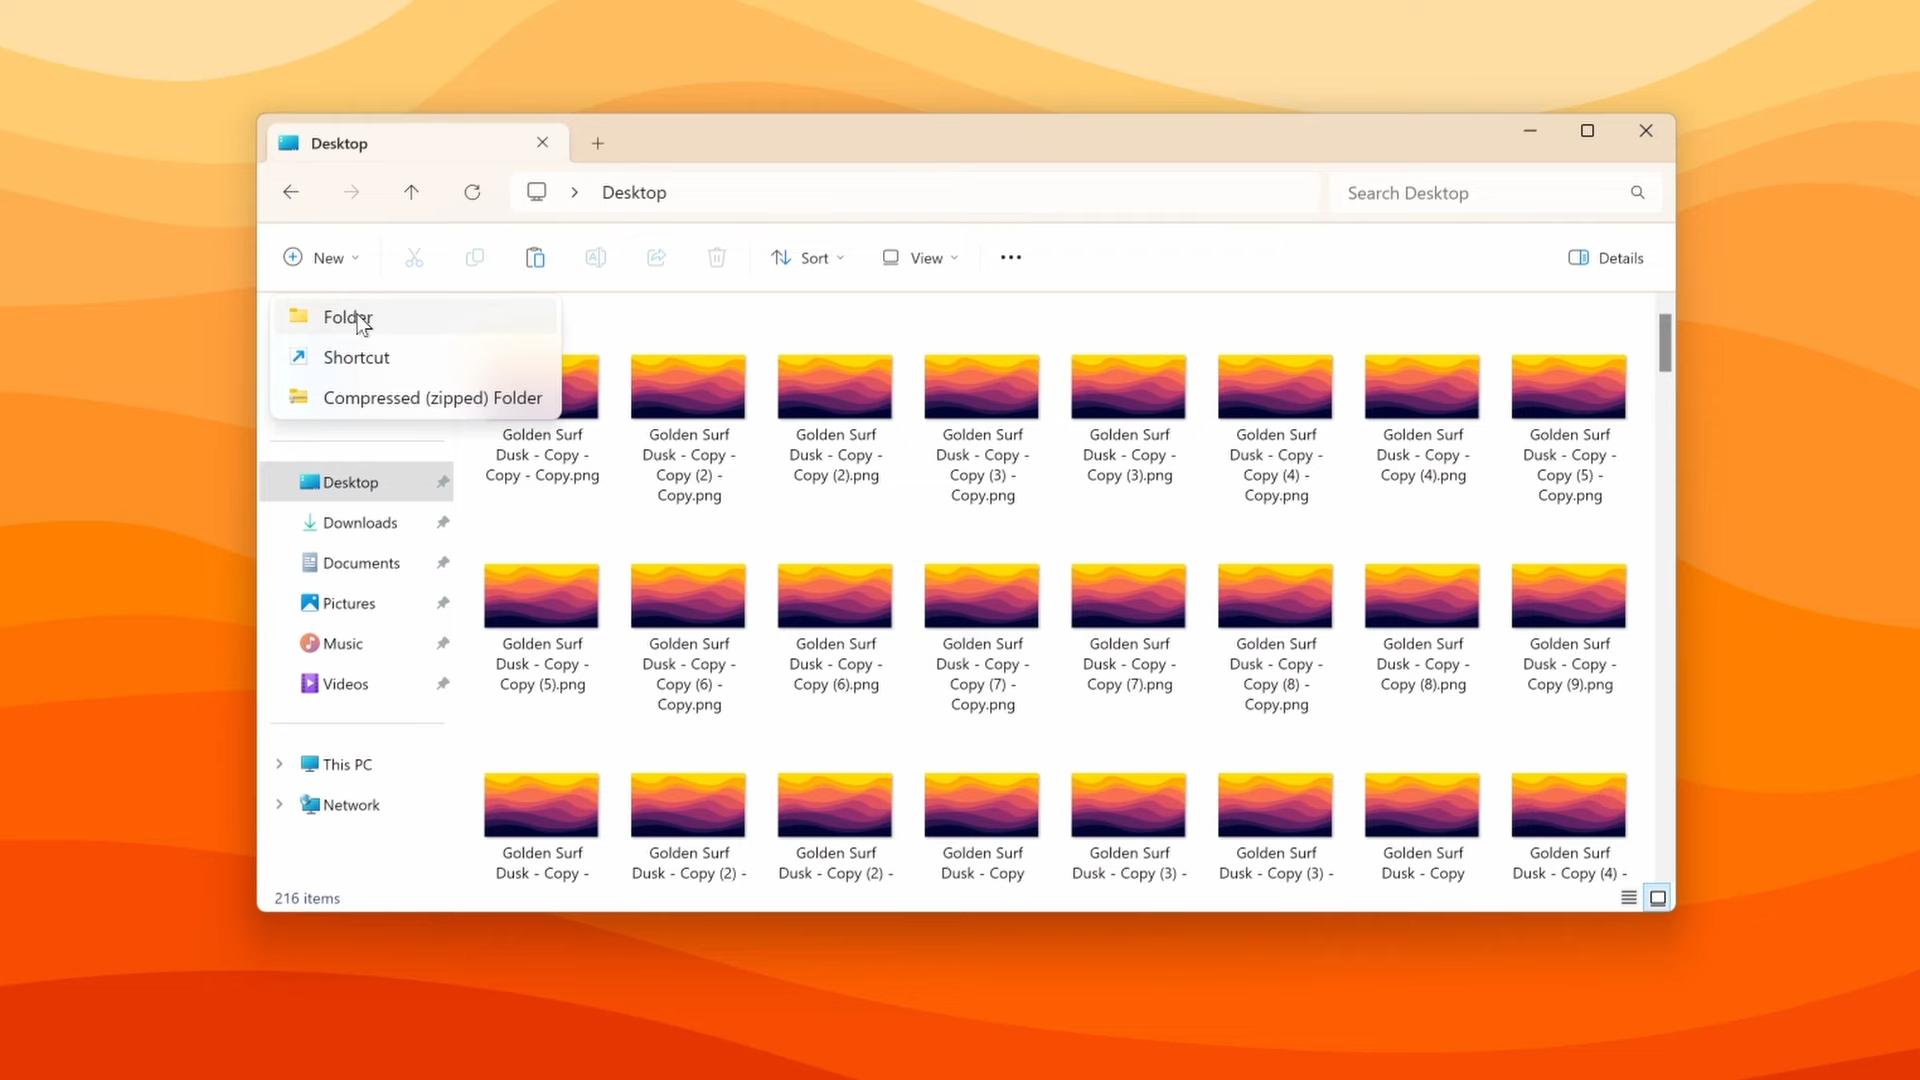 Desktop
Desktop
Search Desktop
New
Sort
View
Details
Folder
Shortcut
Compressed (zipped) Folder
Desktop
Downloads
Documents
Pictures
Music
Videos
This PC
Network
Golden Surf
Dusk - Copy -
Copy - Copy.png
Golden Surf
Dusk - Copy -
Copy (2) -
Copy.png
Golden Surf
Dusk - Copy -
Copy (2).png
Golden Surf
Dusk - Copy -
Copy (3) -
Copy.png
Golden Surf
Dusk - Copy -
Copy (3).png
Golden Surf
Dusk - Copy -
Copy (4) -
Copy.png
Golden Surf
Dusk - Copy -
Copy (4).png
Golden Surf
Dusk - Copy -
Copy (5) -
Copy.png
Golden Surf
Dusk - Copy -
Copy (5).png
Golden Surf
Dusk - Copy -
Copy (6) -
Copy.png
Golden Surf
Dusk - Copy -
Copy (6).png
Golden Surf
Dusk - Copy -
Copy (7) -
Copy.png
Golden Surf
Dusk - Copy -
Copy (7).png
Golden Surf
Dusk - Copy -
Copy (8) -
Copy.png
Golden Surf
Dusk - Copy -
Copy (8).png
Golden Surf
Dusk - Copy -
Copy (9).png
Golden Surf
Dusk - Copy -
Golden Surf
Dusk - Copy (2) -
Golden Surf
Dusk - Copy (2) -
Golden Surf
Dusk - Copy
Golden Surf
Dusk - Copy (3) -
Golden Surf
Dusk - Copy (3) -
Golden Surf
Dusk - Copy
Golden Surf
Dusk - Copy (4) -
216 items